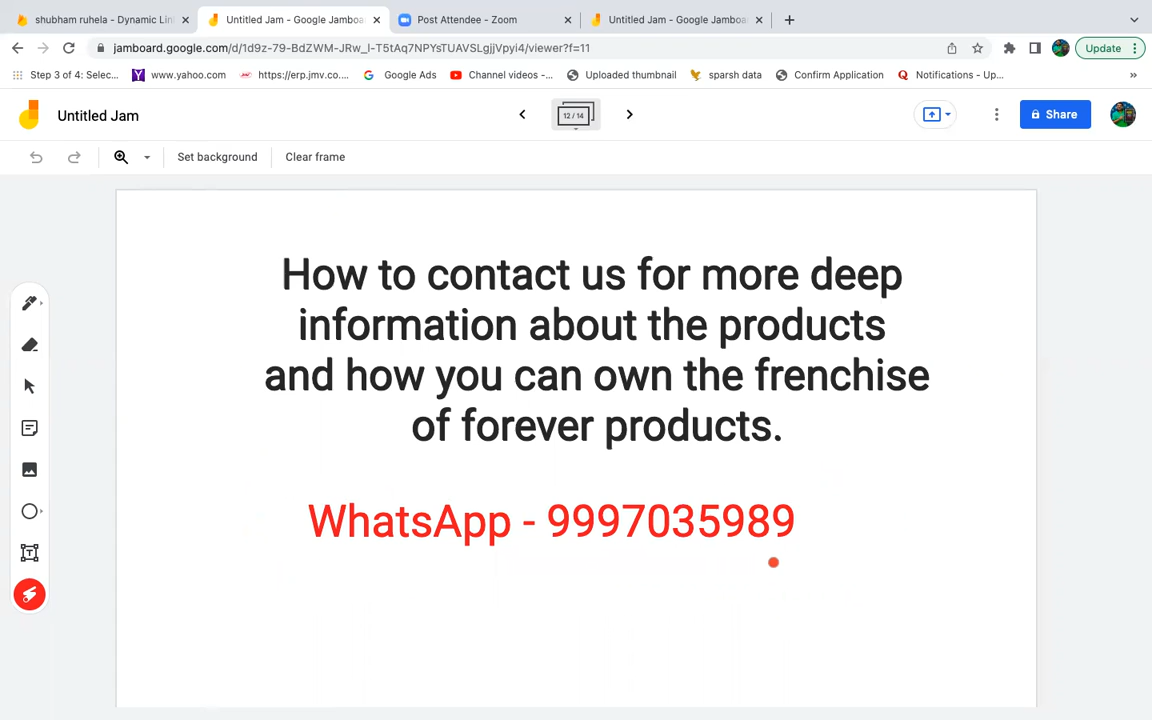 shubham ruhela - Dynamic Lin
Untitled Jam - Google Jamboa
Post Attendee - Zoom
Untitled Jam - Google Jamboa
jamboard.google.com/d/1d9z-79-BdZWM-JRw_l-T5tAq7NPYsTUAVSLgjjVpyi4/viewer?f=11
Update
Step 3 of 4: Selec...
www.yahoo.com
https://erp.jmv.co....
Google Ads
Channel videos -...
Uploaded thumbnail
sparsh data
Confirm Application
Notifications - Up...
Untitled Jam
12 / 14
Share
Set background
Clear frame
How to contact us for more deep
information about the products
and how you can own the frenchise
of forever products.
WhatsApp - 9997035989